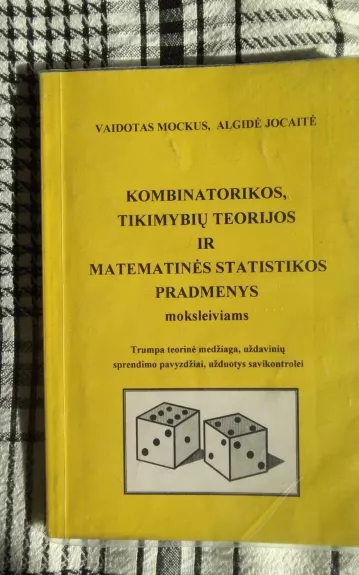 VAIDOTAS MOCKUS, ALGIDĖ JOCAITĖ
KOMBINATORIKOS,
TIKIMYBIŲ TEORIJOS
IR
MATEMATINĖS STATISTIKOS
PRADMENYS
moksleiviams
Trumpa teorinė medžiaga, uždavinių
sprendimo pavyzdžiai, užduotys savikontrolei